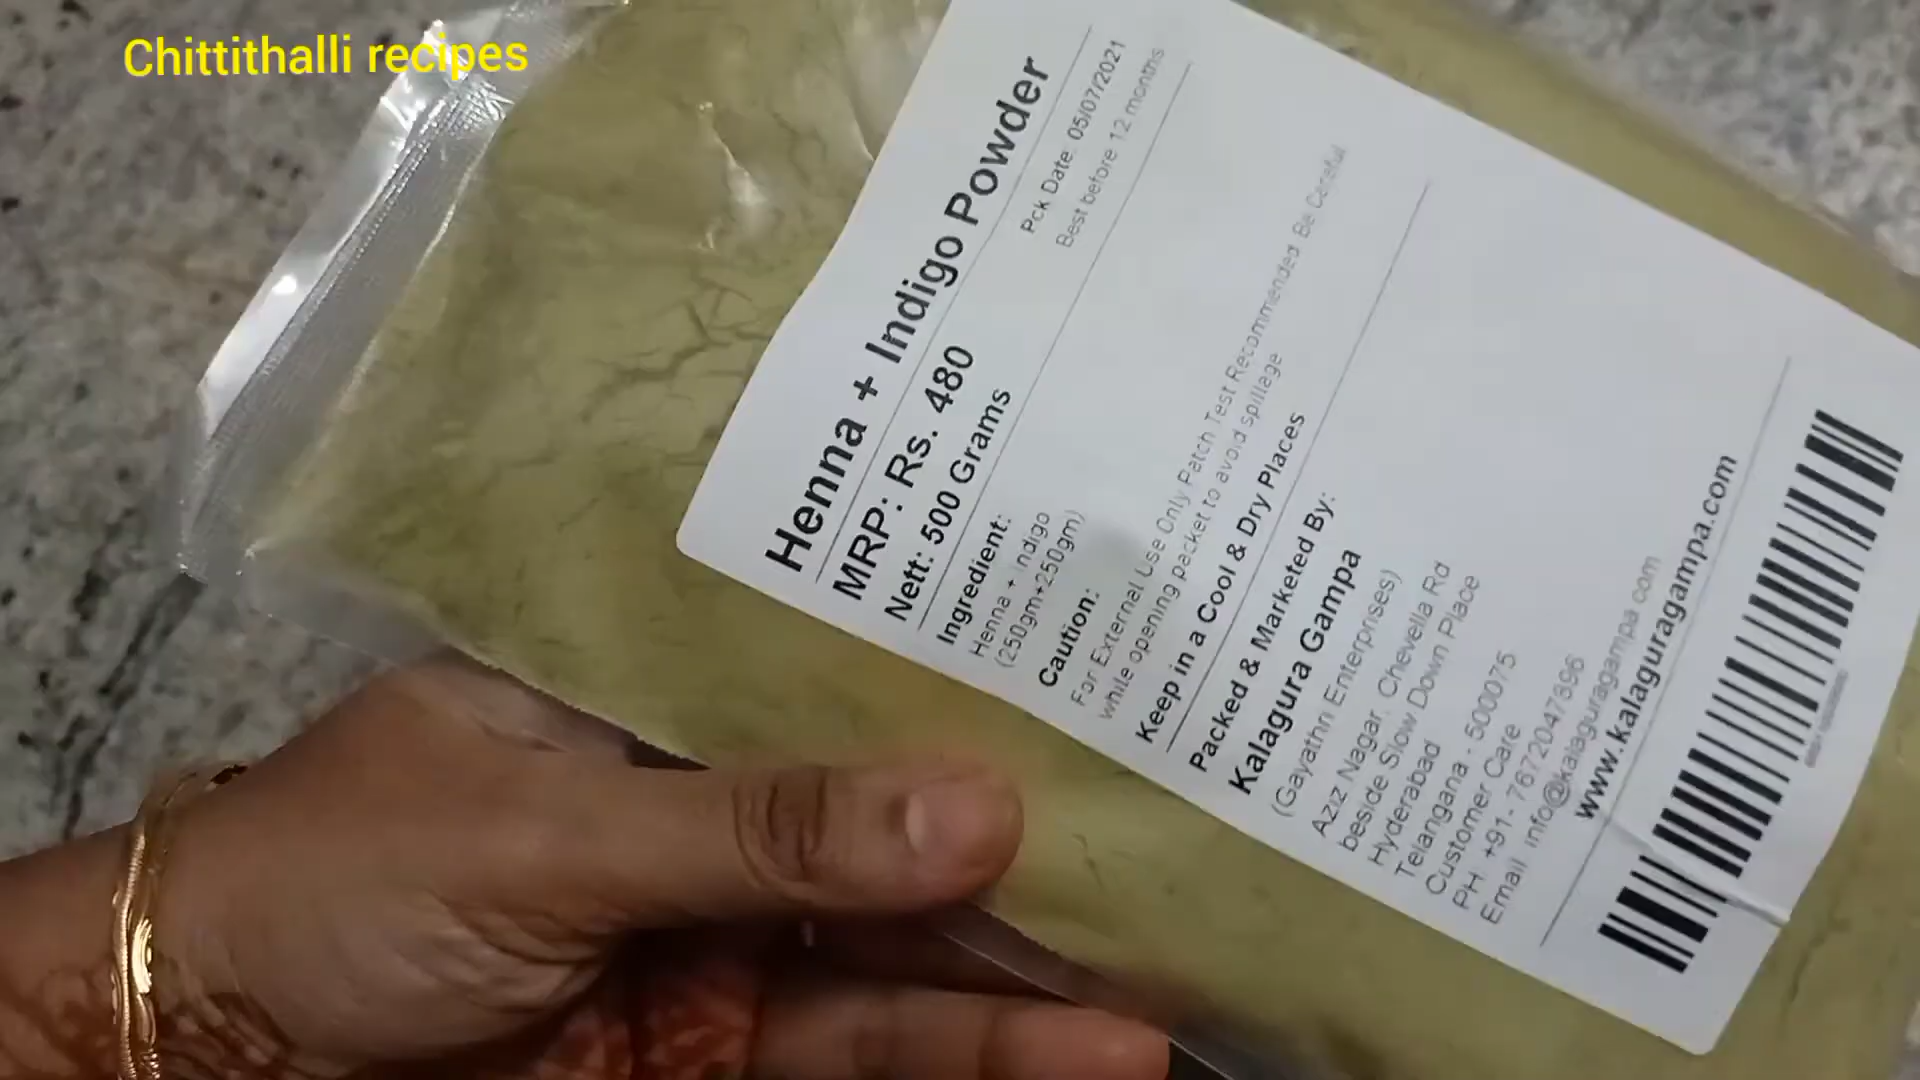 Chittithalli recipes
Henna + Indigo Powder
MRP: Rs. 480
Pck Date: 05/07/2021
Nett: 500 Grams
Best before 12 months
Ingredient:
Henna + Indigo
(250gm+250gm)
Caution:
For External Use Only Patch Test Recommended Be Careful
while opening packet to avoid spillage
Keep in a Cool & Dry Places
Packed & Marketed By:
Kalagura Gampa
(Gayathri Enterprises)
Aziz Nagar, Chevella Rd
beside Slow Down Place
Hyderabad
Telangana - 500075
Customer Care
PH: +91- 7672047896
Email: info@kalaguragampa.com
www.kalaguragampa.com